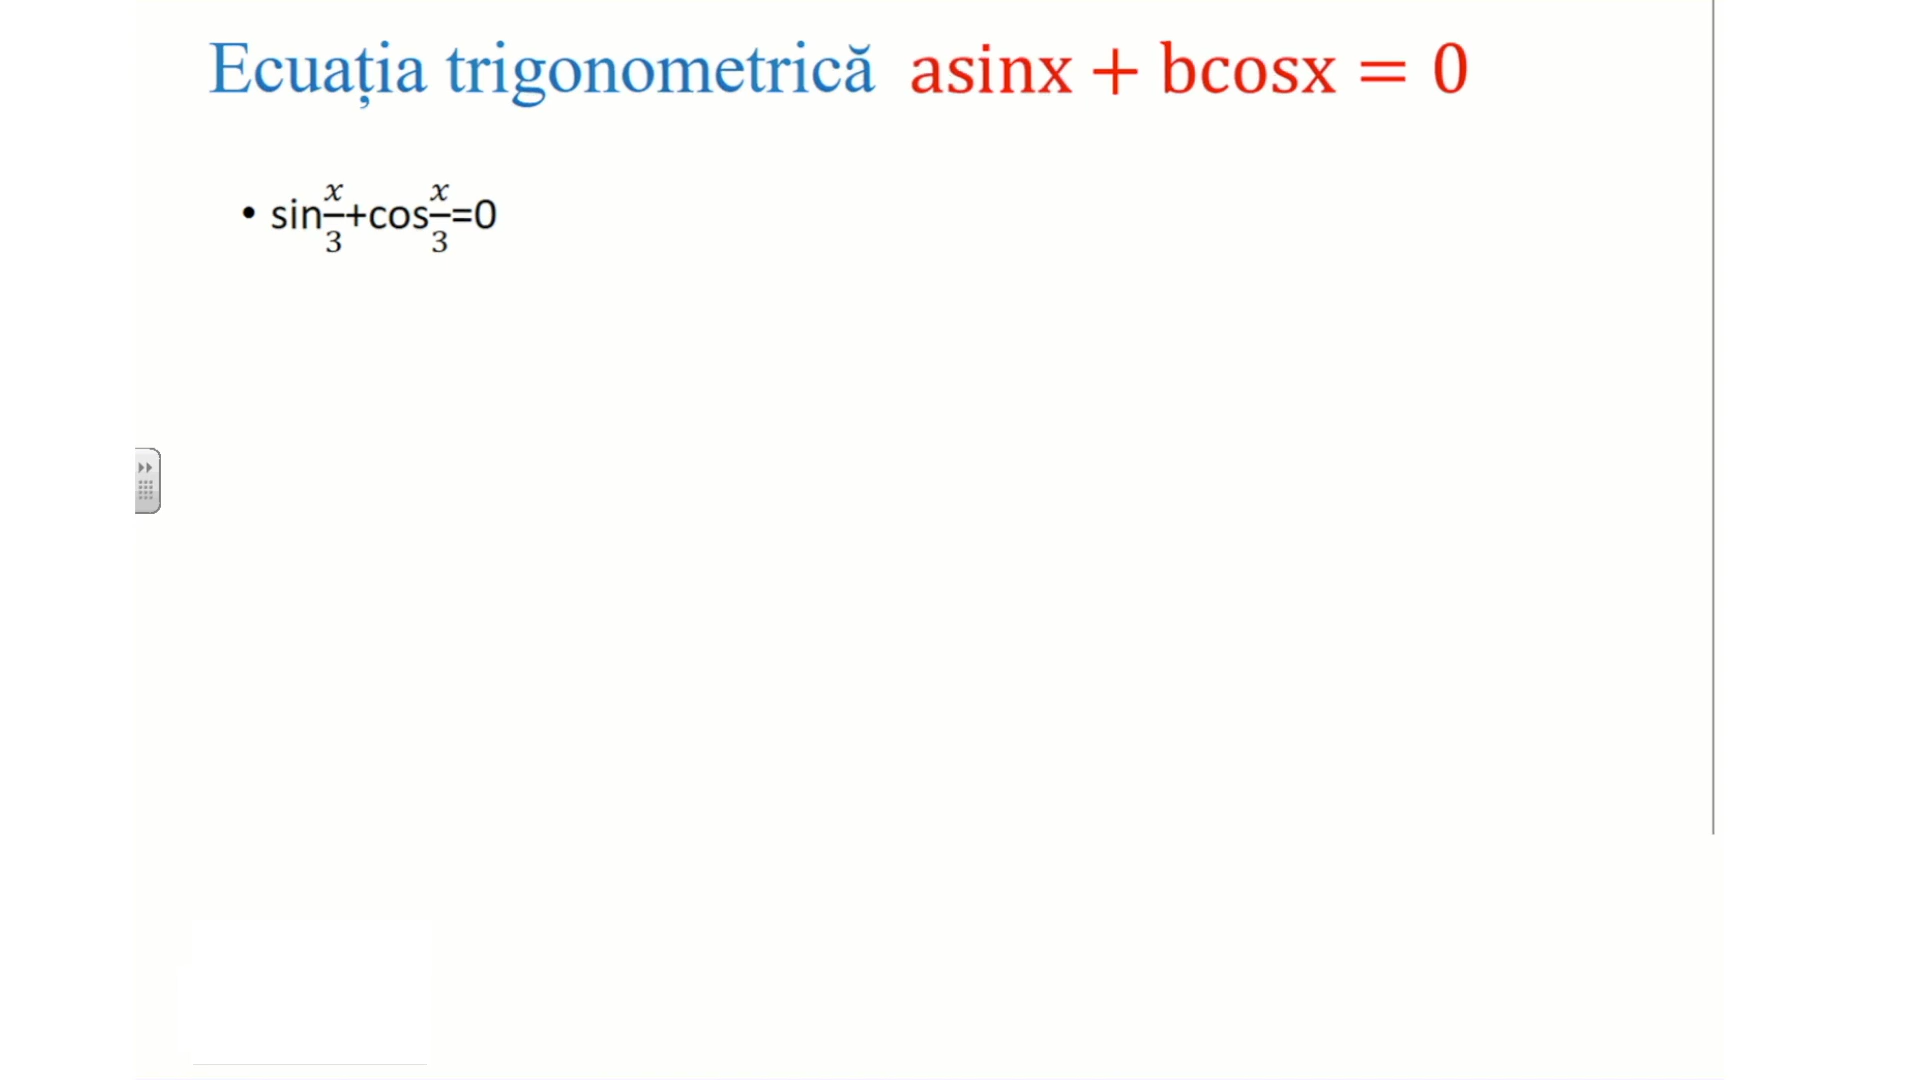 Ecuația trigonometrică asinx + bcosx = 0
• sin x/3 +cos x/3 =0